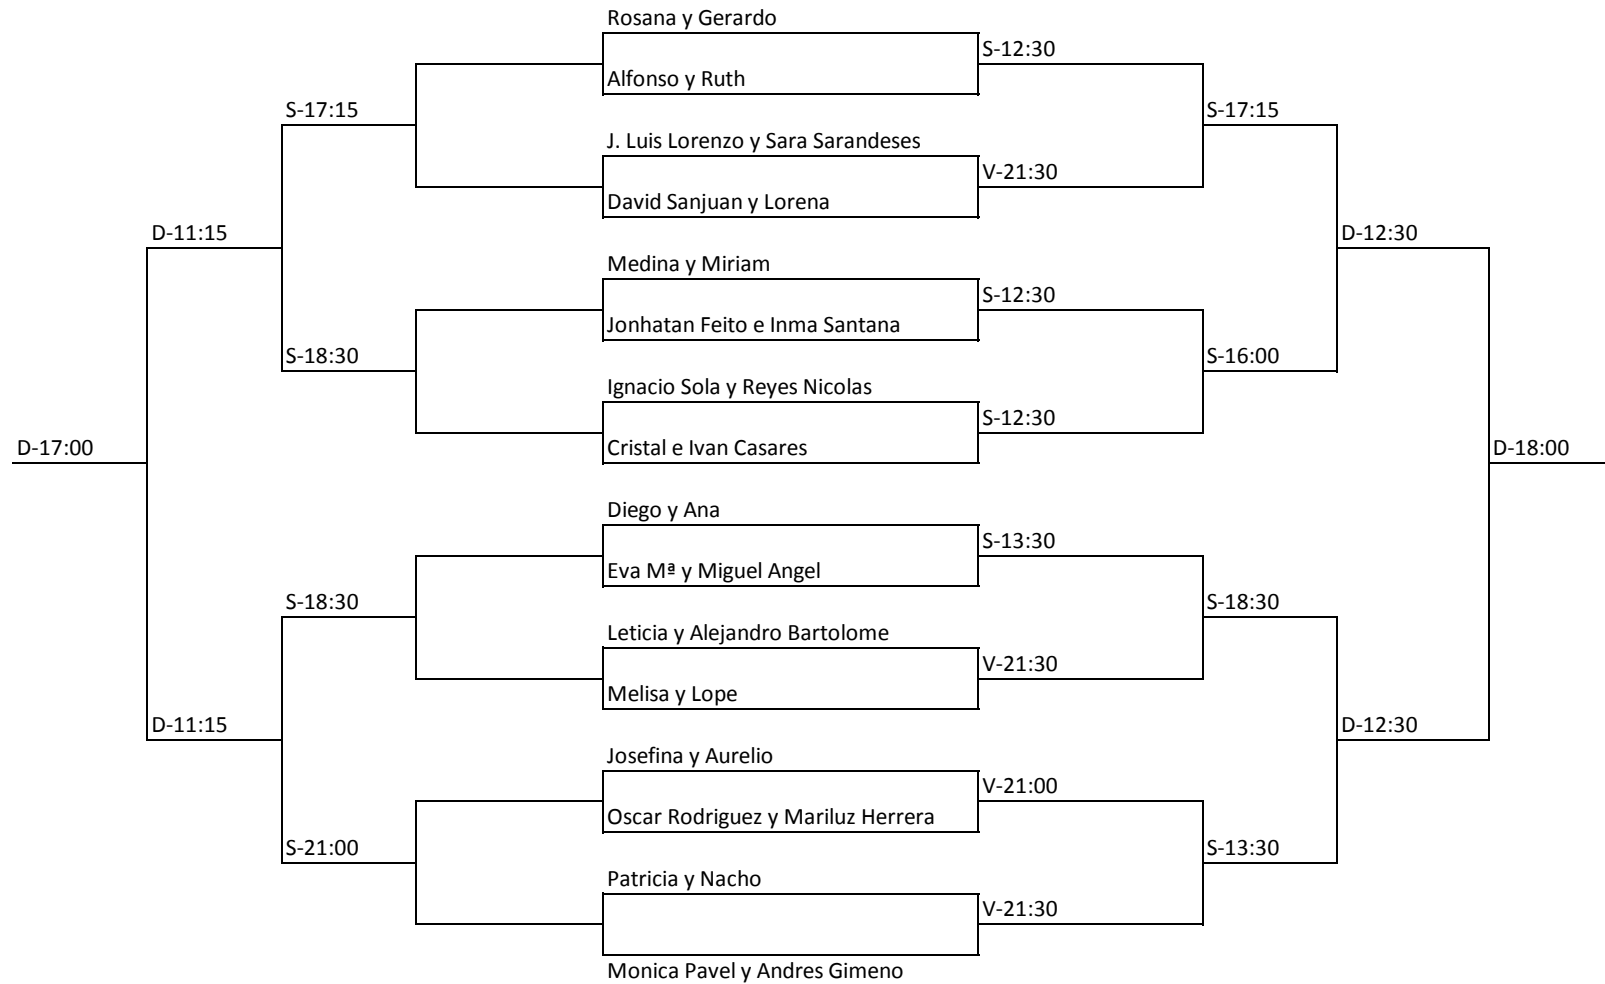 Rosana y Gerardo
S-12:30
Alfonso y Ruth
S-17:15
S-17:15
J. Luis Lorenzo y Sara Sarandeses
V-21:30
David Sanjuan y Lorena
D-11:15
D-12:30
Medina y Miriam
S-12:30
Jonhatan Feito e Inma Santana
S-18:30
S-16:00
Ignacio Sola y Reyes Nicolas
S-12:30
Cristal e Ivan Casares
D-17:00
D-18:00
Diego y Ana
S-13:30
Eva Mª y Miguel Angel
S-18:30
S-18:30
Leticia y Alejandro Bartolome
V-21:30
Melisa y Lope
D-11:15
D-12:30
Josefina y Aurelio
V-21:00
Oscar Rodriguez y Mariluz Herrera
S-21:00
S-13:30
Patricia y Nacho
V-21:30
Monica Pavel y Andres Gimeno